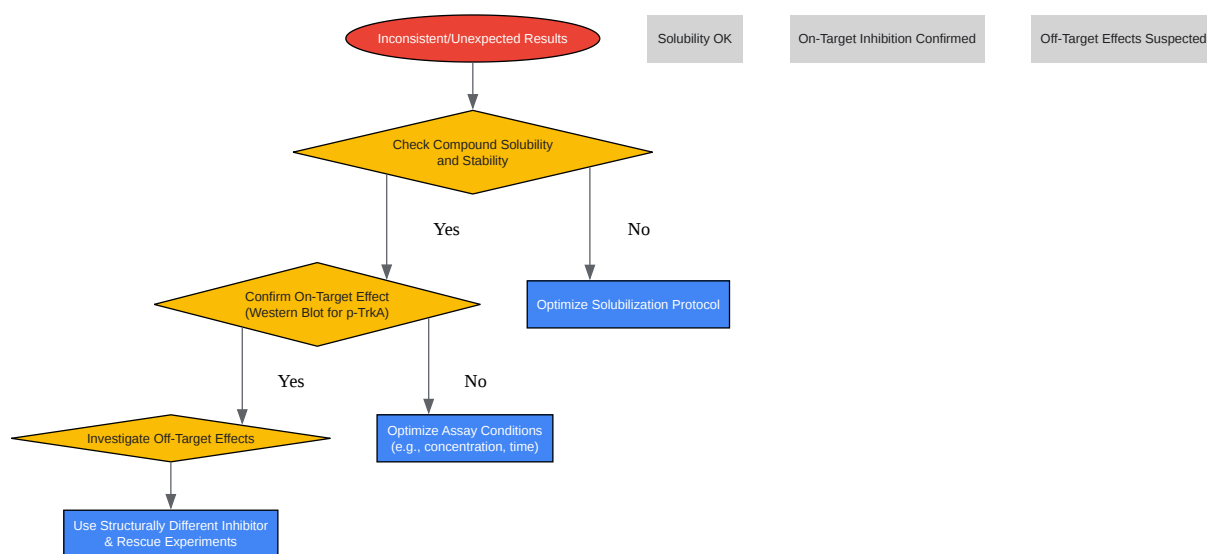 Inconsistent/Unexpected Results
Solubility OK
On-Target Inhibition Confirmed
Off-Target Effects Suspected
Check Compound Solubility
and Stability
Yes
No
Confirm On-Target Effect
(Western Blot for p-TrkA)
Optimize Solubilization Protocol
Yes
No
Investigate Off-Target Effects
Optimize Assay Conditions
(e.g., concentration, time)
Use Structurally Different Inhibitor
& Rescue Experiments